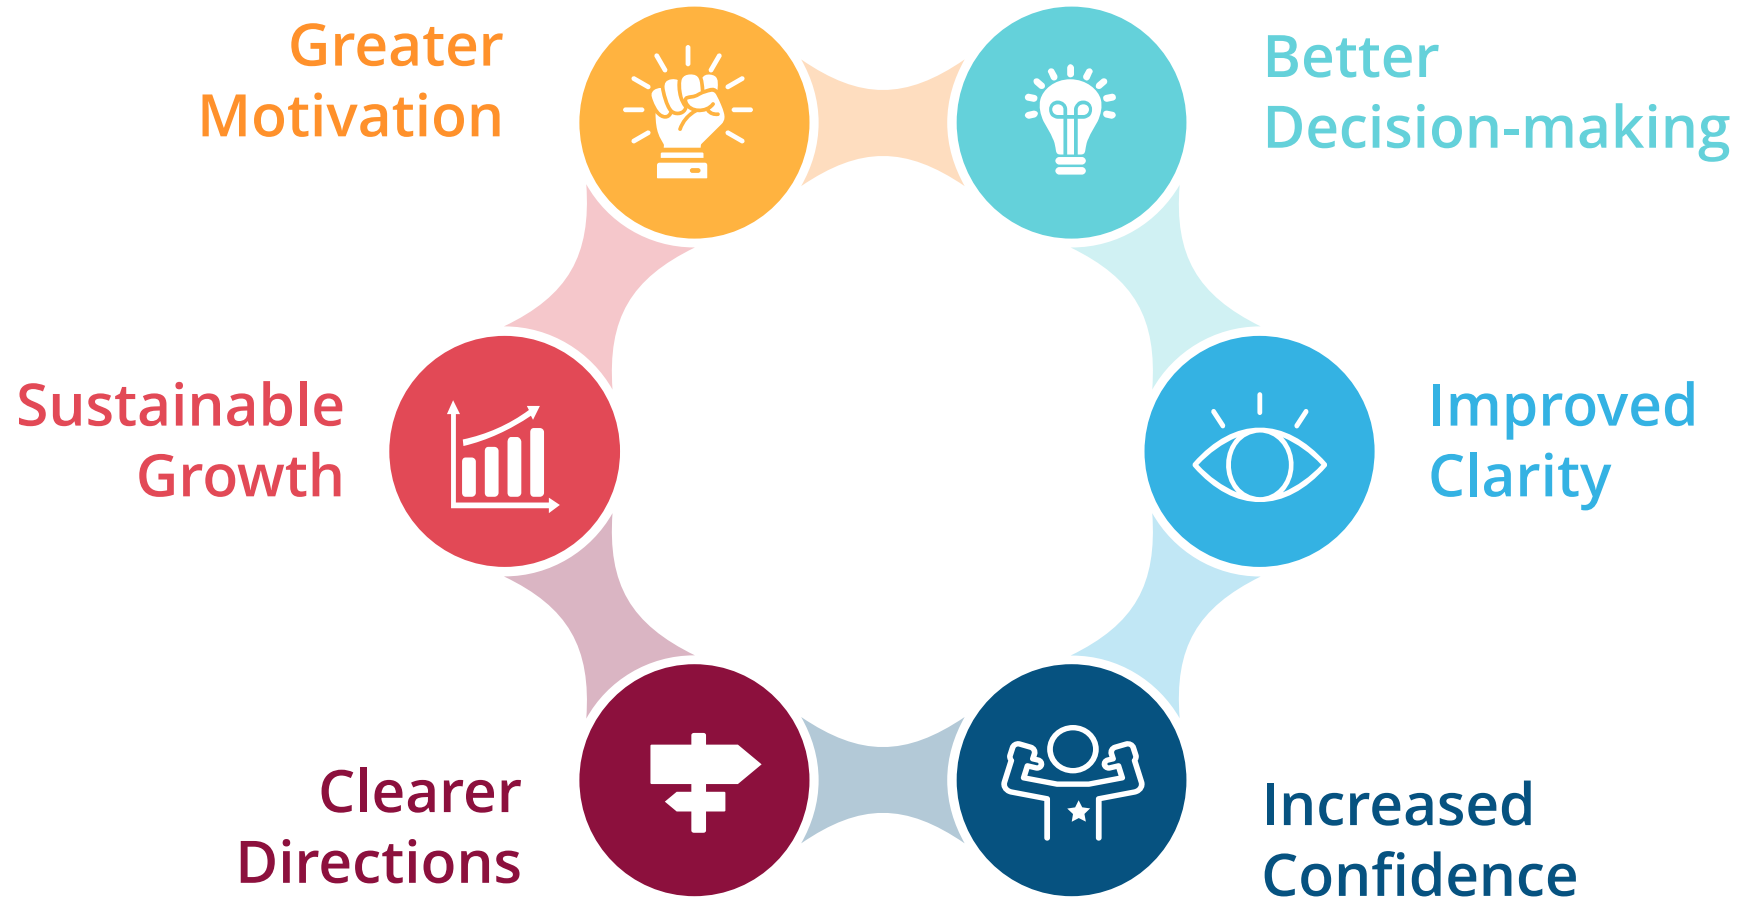 Greater
Motivation
Better
Decision-making
Sustainable
Growth
Improved
Clarity
Clearer
Directions
Increased
Confidence